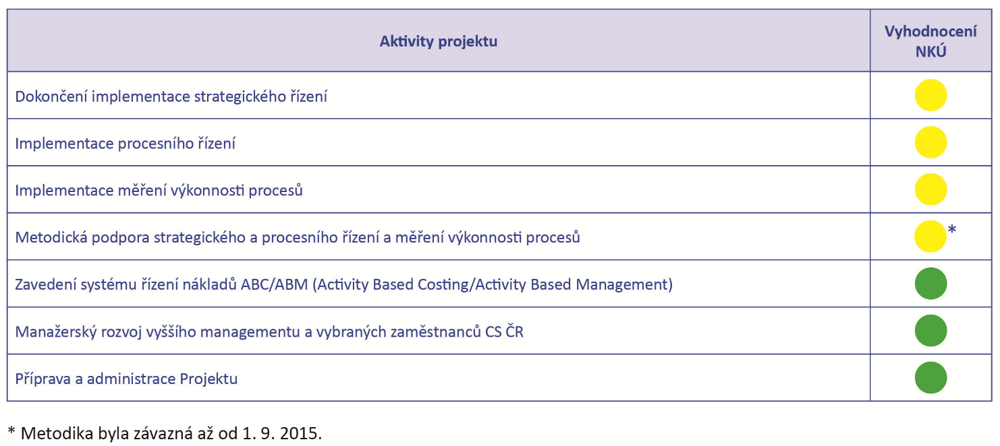 Aktivity projektu
Vyhodnocení
NKÚ
Dokončení implementace strategického řízení
Implementace procesního řízení
Implementace měření výkonnosti procesů
Metodická podpora strategického a procesního řízení a měření výkonnosti procesů
*
Zavedení systému řízení nákladů ABC/ABM (Activity Based Costing/Activity Based Management)
Manažerský rozvoj vyššího managementu a vybraných zaměstnanců CS ČR
Příprava a administrace Projektu
* Metodika byla závazná až od 1. 9. 2015.